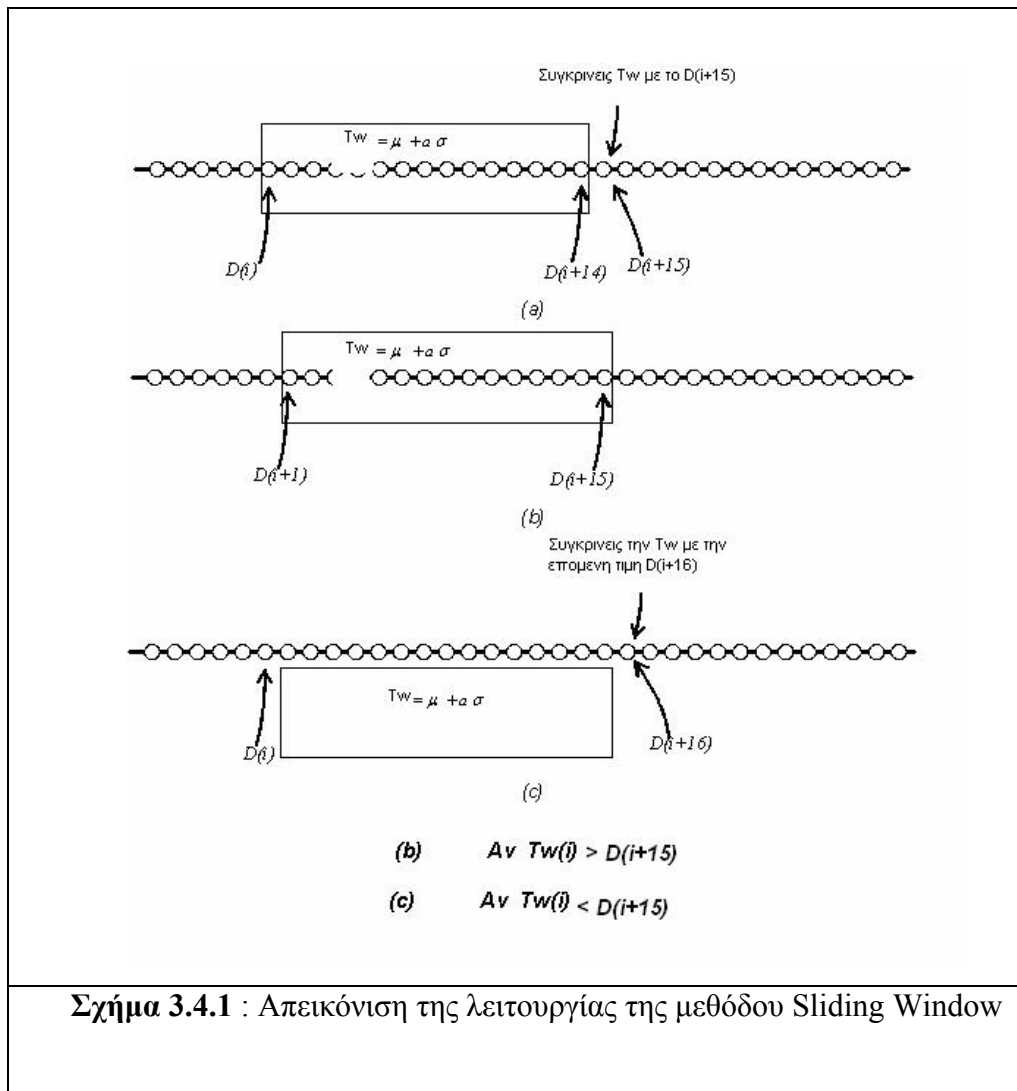 Συγκρινεις Tw με το D(i+15)
Tw = μ + a σ
D(i)
D(i+14)
D(i+15)
(a)
Tw = μ + a σ
D(i+1)
D(i+15)
(b)
Συγκρινεις την Tw με την
επομενη τιμη D(i+16)
Tw = μ + a σ
D(i)
D(i+16)
(c)
(b) Αν Tw(i) > D(i+15)
(c) Αν Tw(i) < D(i+15)
Σχήμα 3.4.1 : Απεικόνιση της λειτουργίας της μεθόδου Sliding Window